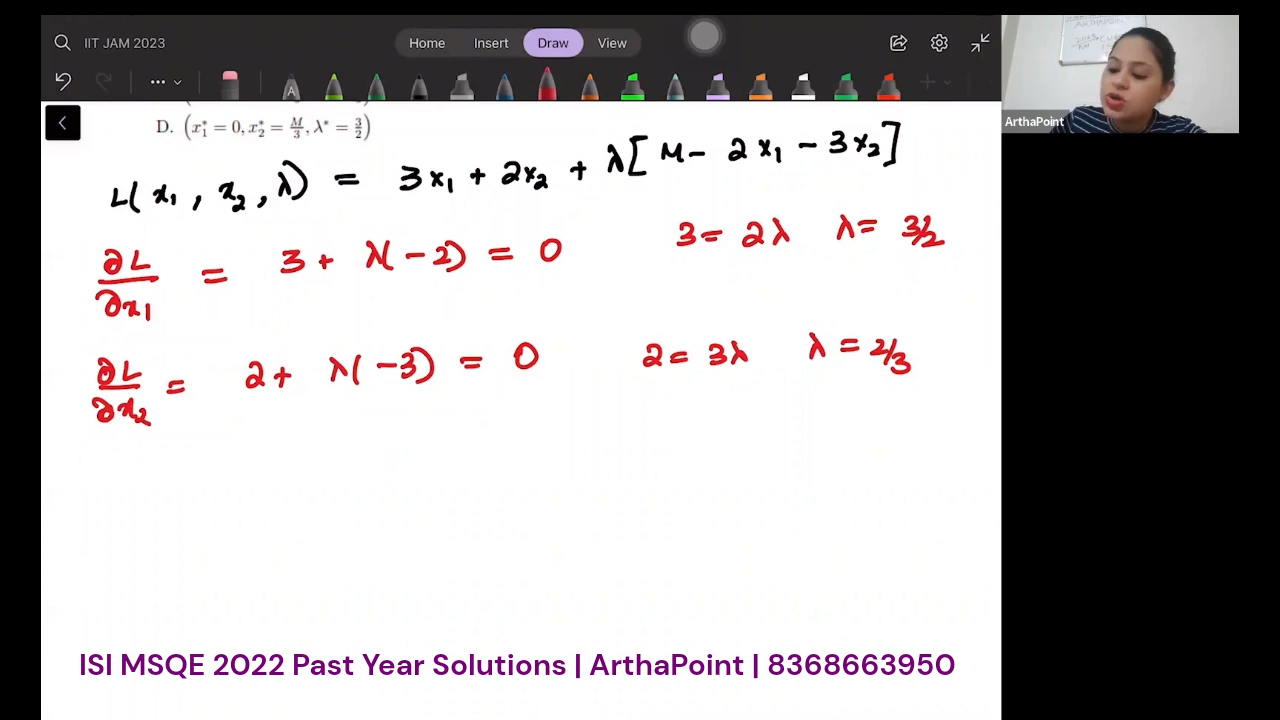 IIT JAM 2023
Home Insert Draw View
A
ArthaPoint
D. (x₁* = 0, x₂* = M/3, λ* = 3/2)
L(x₁, x₂, λ) = 3x₁ + 2x₂ + λ[M - 2x₁ - 3x₂]
∂L/∂x₁ = 3 + λ(-2) = 0 3 = 2λ λ = 3/2
∂L/∂x₂ = 2 + λ(-3) = 0 2 = 3λ λ = 2/3
ISI MSQE 2022 Past Year Solutions | ArthaPoint | 8368663950